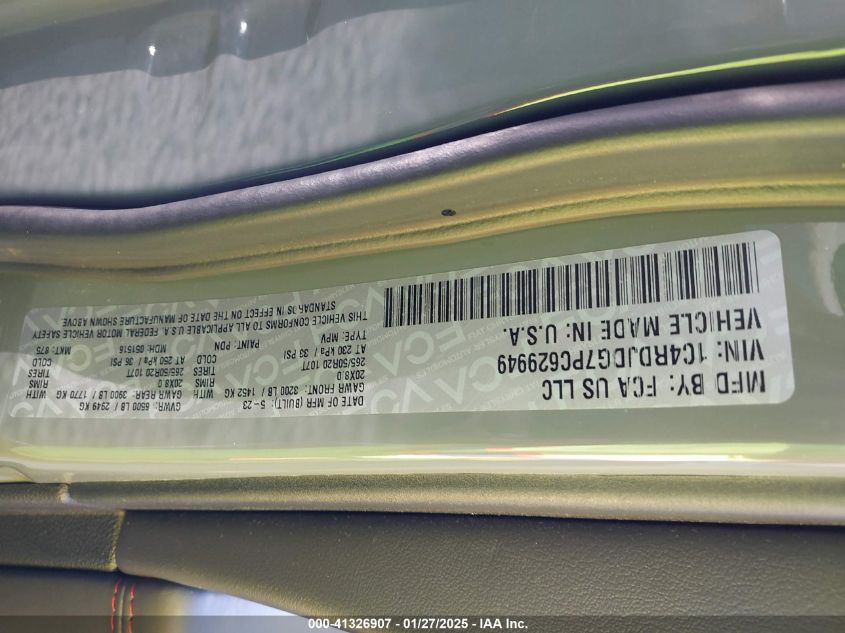 MFD BY: FCA US LLC
VIN: 1C4RDJDG7PC629949
VEHICLE MADE IN: U.S.A.
DATE OF MFR (BUILT): 5-23
GVWR: 6500 LB / 2949 KG
GAWR FRONT: 3200 LB / 1452 KG
GAWR REAR: 3900 LB / 1770 KG
WITH
20X8.0
RIMS
20X8.0
RIMS
WITH
265/50R20 107T
TIRES
265/50R20 107T
TIRES
AT 230 kPa / 33 PSI
COLD
AT 250 kPa / 36 PSI
COLD
TYPE: MPV
PAINT: PDN
MDH: 051516
MKT:
THIS VEHICLE CONFORMS TO ALL APPLICABLE U.S.A. FEDERAL MOTOR VEHICLE SAFETY
STANDARDS IN EFFECT ON THE DATE OF MANUFACTURE SHOWN ABOVE
000-41326907 - 01/27/2025 - IAA Inc.